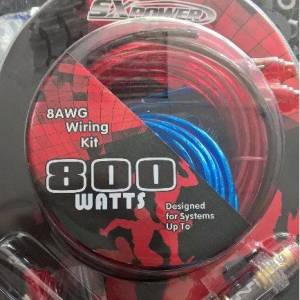 SXPOWER
8AWG
Wiring
Kit
800
WATTS
Designed
for Systems
Up To